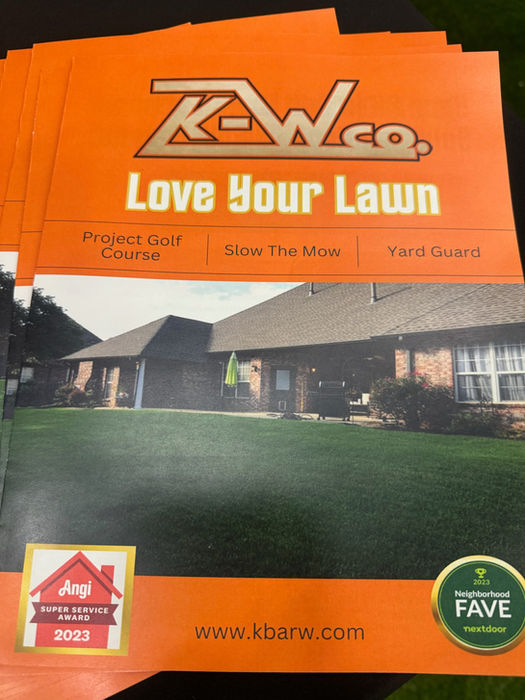 K-W CO.
Love Your Lawn
Project Golf
Course
Slow The Mow
Yard Guard
Angi
SUPER SERVICE
AWARD
2023
www.kbarw.com
2023
Neighborhood
FAVE
nextdoor